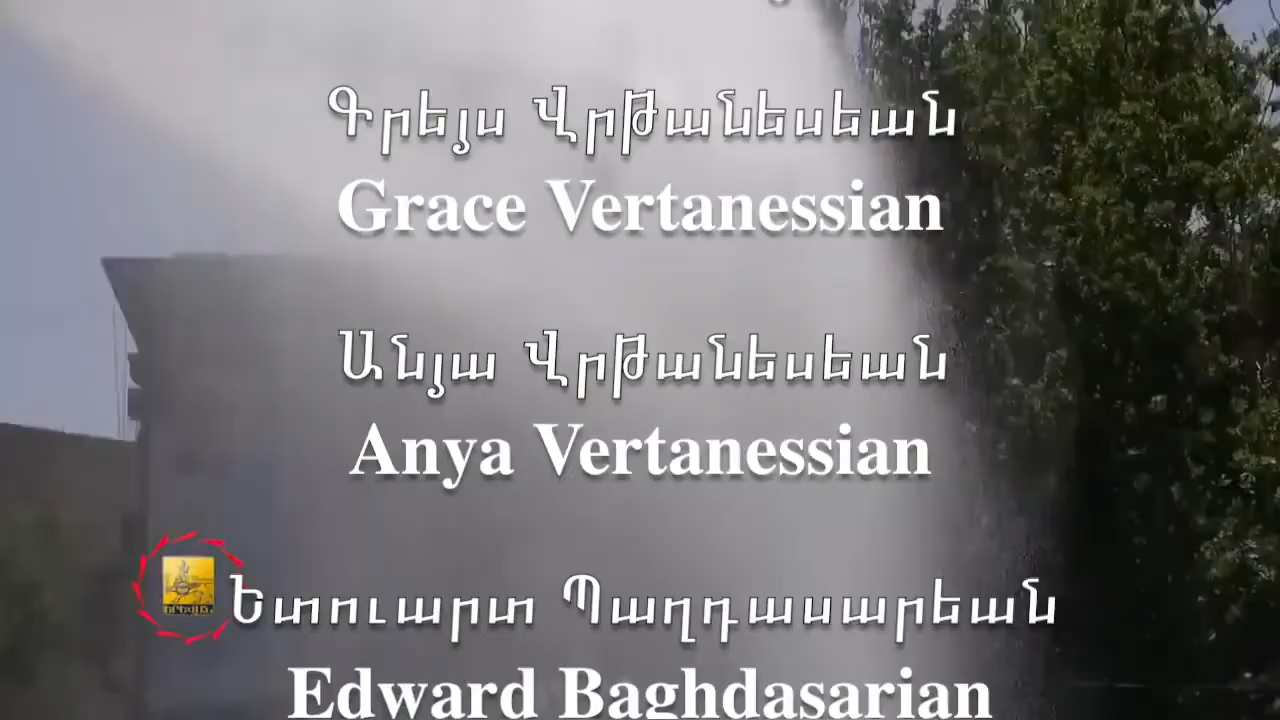 Գրեյս Վրթանեսեան
Grace Vertanessian
Անյա Վրթանեսեան
Anya Vertanessian
Ետուարտ Պաղդասարեան
Edward Baghdasarian